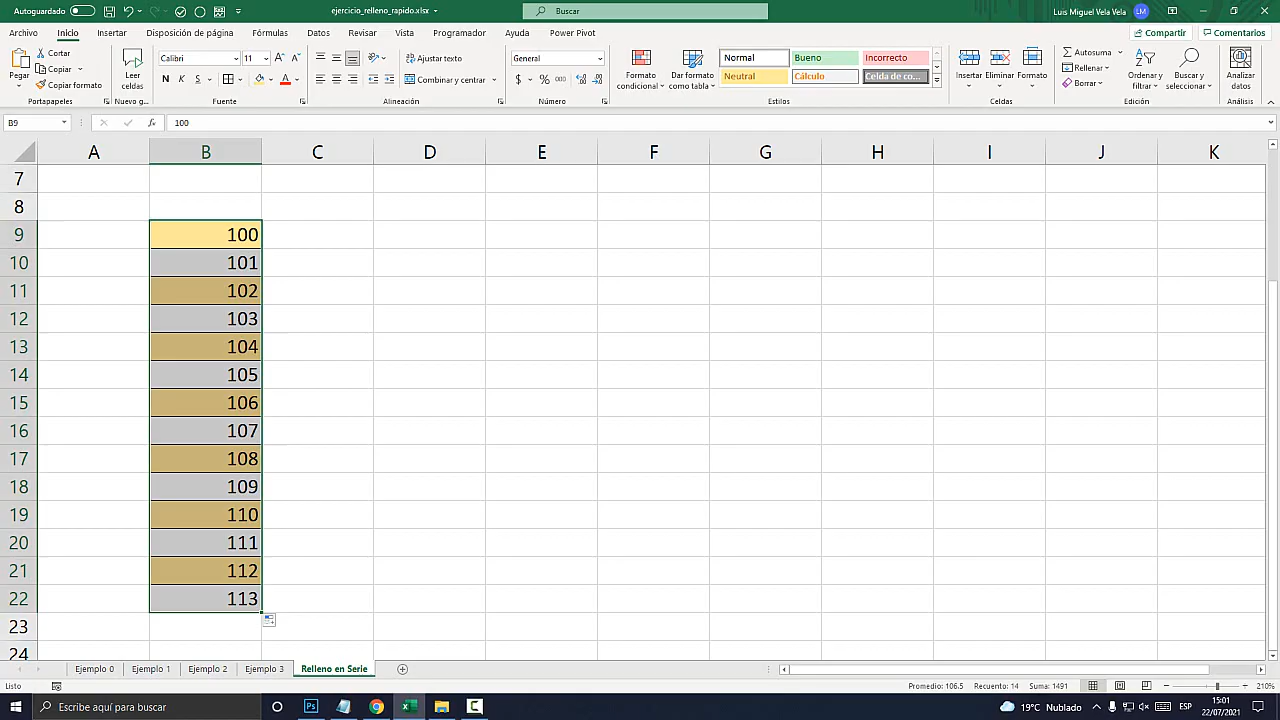 Autoguardado ejercicio_relleno_rapido.xlsx Buscar Luis Miguel Vela Vela LM
Archivo Inicio Insertar Disposición de página Fórmulas Datos Revisar Vista Programador Ayuda Power Pivot Compartir Comentarios
Pegar Cortar Copiar Copiar formato Portapapeles
Leer celdas Nuevo g...
Calibri 11 N K S Fuente
Ajustar texto Combinar y centrar Alineación
General $ % 000 Número
Formato condicional Dar formato como tabla
Normal Bueno Incorrecto
Neutral Cálculo Celda de co...
Estilos
Insertar Eliminar Formato Celdas
Autosuma Rellenar Borrar Ordenar y filtrar Buscar y seleccionar Edición
Analizar datos Análisis
B9 fx 100
A B C D E F G H I J K
7
8
9 100
10 101
11 102
12 103
13 104
14 105
15 106
16 107
17 108
18 109
19 110
20 111
21 112
22 113
23
24
Ejemplo 0 Ejemplo 1 Ejemplo 2 Ejemplo 3 Relleno en Serie
Listo Promedio: 106.5 Recuento: 14 Suma: 1491 210%
Escribe aquí para buscar 19°C Nublado ESP 15:01
22/07/2021